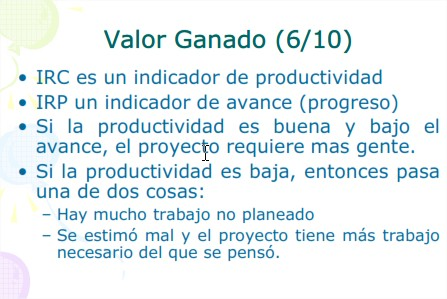 Valor Ganado (6/10)
• IRC es un indicador de productividad
• IRP un indicador de avance (progreso)
• Si la productividad es buena y bajo el
avance, el proyecto requiere mas gente.
• Si la productividad es baja, entonces pasa
una de dos cosas:
– Hay mucho trabajo no planeado
– Se estimó mal y el proyecto tiene más trabajo
necesario del que se pensó.